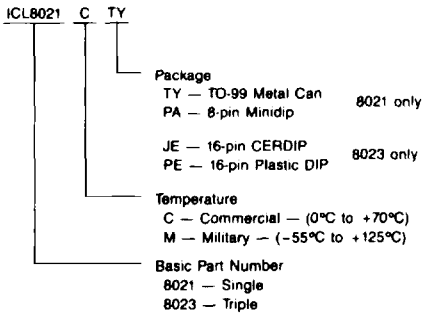 ICL8021 C TY
Package
TY — TO-99 Metal Can
PA — 8-pin Minidip
8021 only
JE — 16-pin CERDIP
PE — 16-pin Plastic DIP
8023 only
Temperature
C — Commercial — (0°C to +70°C)
M — Military — (-55°C to +125°C)
Basic Part Number
8021 — Single
8023 — Triple